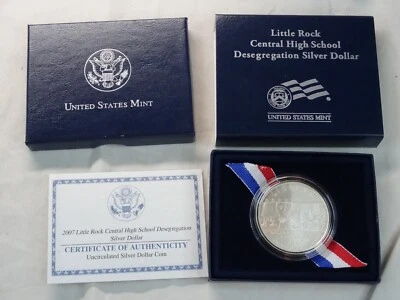 UNITED STATES MINT
Little Rock
Central High School
Desegregation Silver Dollar
UNITED STATES MINT
2007 Little Rock Central High School Desegregation
Silver Dollar
CERTIFICATE OF AUTHENTICITY
Uncirculated Silver Dollar Coin